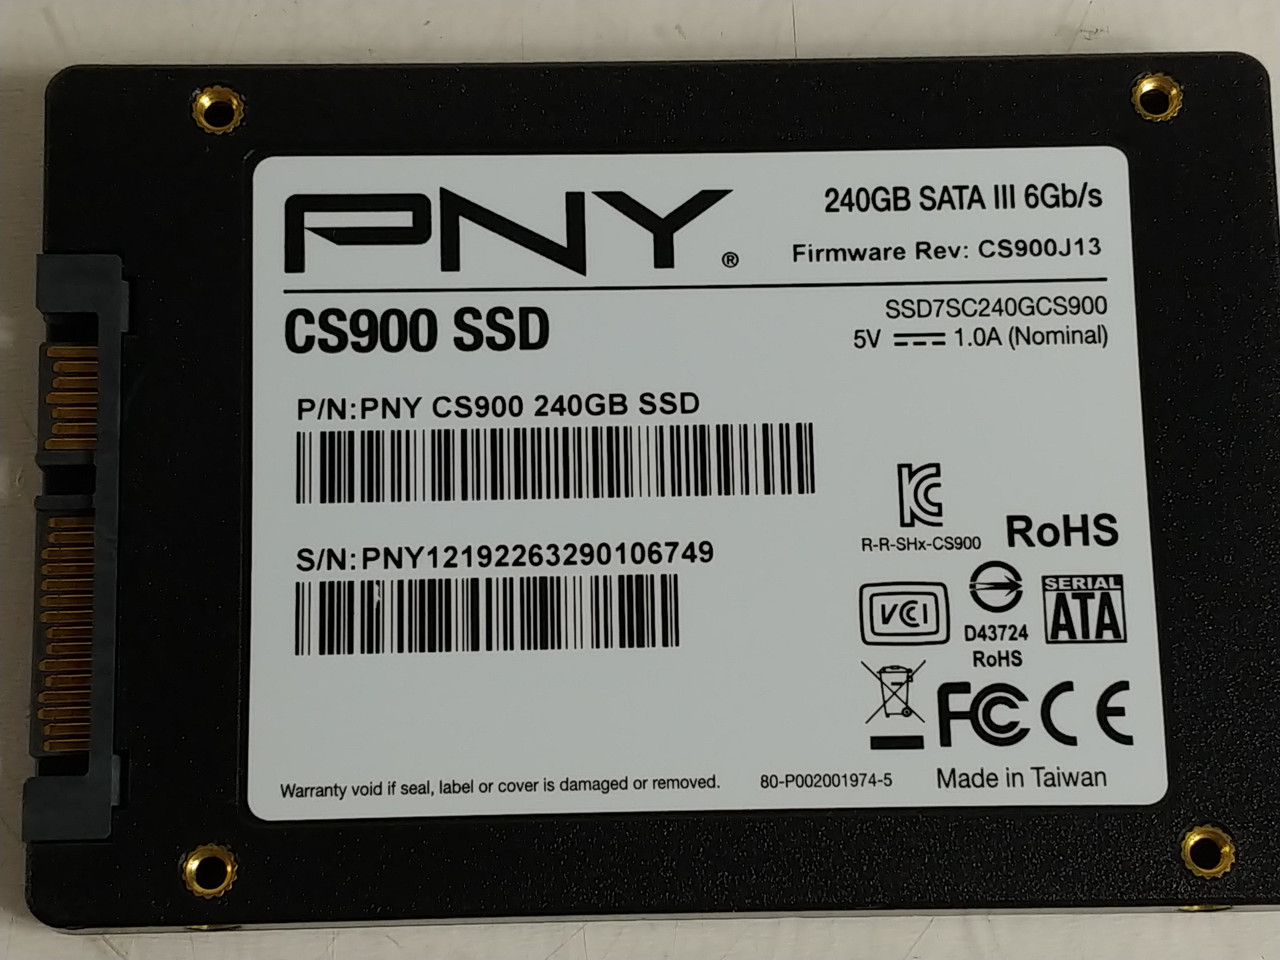 PNY®
240GB SATA III 6Gb/s
Firmware Rev: CS900J13
CS900 SSD
SSD7SC240GCS900
5V ⎓ 1.0A (Nominal)
P/N:PNY CS900 240GB SSD
S/N:PNY12192263290106749
KC
R-R-SHx-CS900
RoHS
VCI
D43724
RoHS
SERIAL
ATA
FC CE
Warranty void if seal, label or cover is damaged or removed.
80-P002001974-5
Made in Taiwan